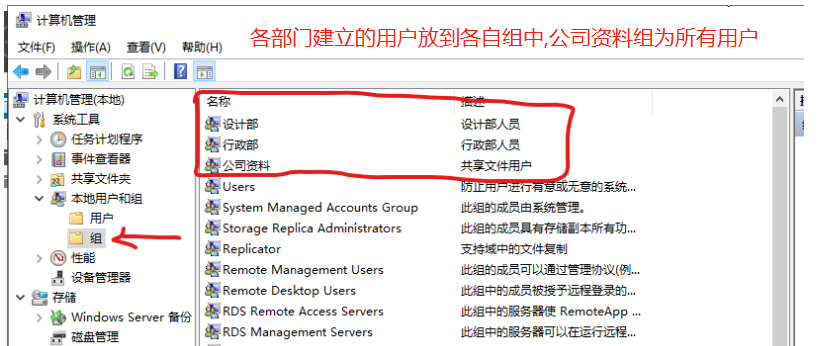 计算机管理
文件(F) 操作(A) 查看(V) 帮助(H)
各部门建立的用户放到各自组中,公司资料组为所有用户
计算机管理(本地)
系统工具
任务计划程序
事件查看器
共享文件夹
本地用户和组
用户
组
性能
设备管理器
存储
Windows Server 备份
磁盘管理
名称 描述
设计部 设计部人员
行政部 行政部人员
公司资料 共享文件用户
Users 防止用户进行有意或无意的系统...
System Managed Accounts Group 此组的成员由系统管理。
Storage Replica Administrators 此组的成员具有存储副本所有功...
Replicator 支持域中的文件复制
Remote Management Users 此组的成员可以通过管理协议(例...
Remote Desktop Users 此组中的成员被授予远程登录的...
RDS Remote Access Servers 此组中的服务器使 RemoteApp ...
RDS Management Servers 此组中的服务器可以在运行远程...